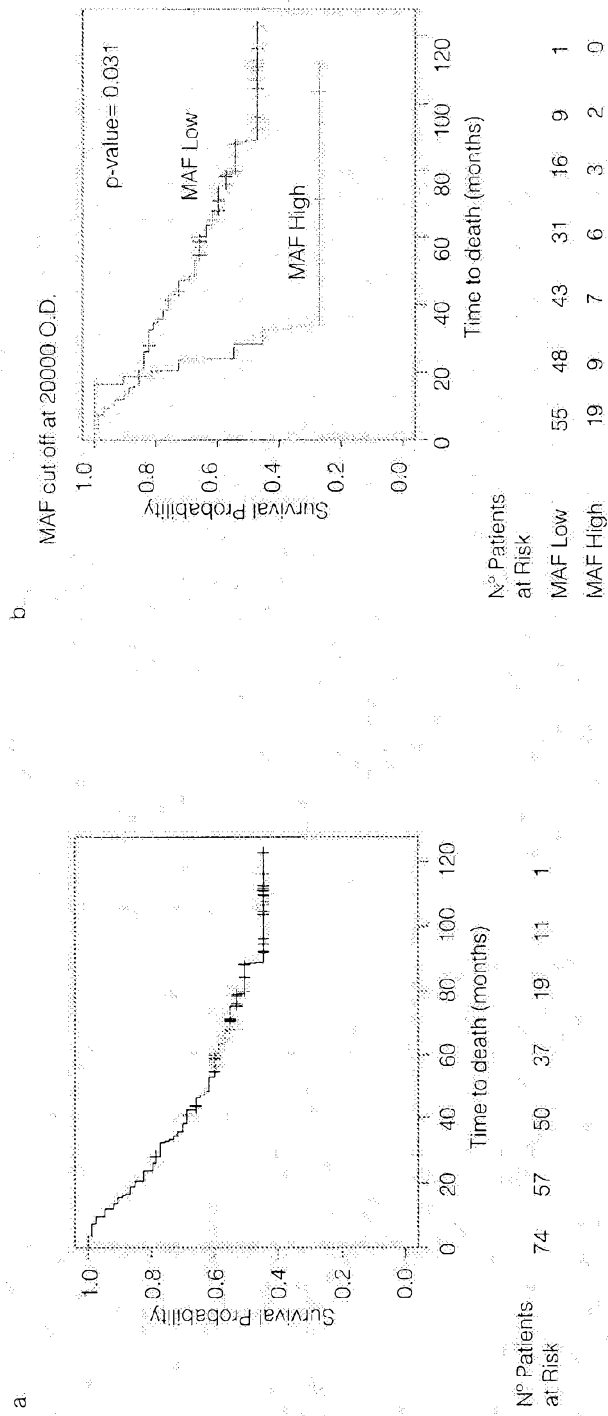 a
1.0
0.8
0.6
0.4
0.2
0.0
Survival Probability
0 20 40 60 80 100 120
Time to death (months)
Nº Patients
at Risk
74 57 50 37 19 11 1
b
MAF cut off at 20000 O.D.
1.0
0.8
0.6
0.4
0.2
0.0
Survival Probability
p-value= 0.031
MAF Low
MAF High
0 20 40 60 80 100 120
Time to death (months)
Nº Patients
at Risk
MAF Low 55 48 43 31 16 9 1
MAF High 19 9 7 6 3 2 0